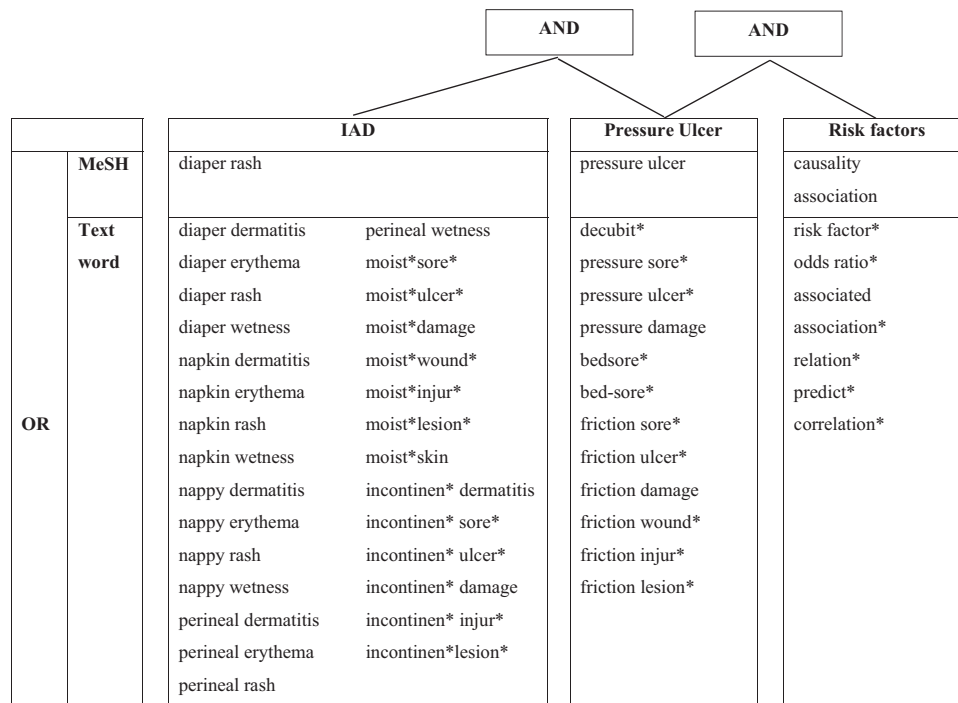 AND AND
IAD Pressure Ulcer Risk factors
MeSH diaper rash pressure ulcer causality
association
Text diaper dermatitis perineal wetness decubit* risk factor*
word diaper erythema moist*sore* pressure sore* odds ratio*
diaper rash moist*ulcer* pressure ulcer* associated
diaper wetness moist*damage pressure damage association*
napkin dermatitis moist*wound* bedsore* relation*
napkin erythema moist*injur* bed-sore* predict*
OR napkin rash moist*lesion* friction sore* correlation*
napkin wetness moist*skin friction ulcer*
nappy dermatitis incontinen* dermatitis friction damage
nappy erythema incontinen* sore* friction wound*
nappy rash incontinen* ulcer* friction injur*
nappy wetness incontinen* damage friction lesion*
perineal dermatitis incontinen* injur*
perineal erythema incontinen*lesion*
perineal rash